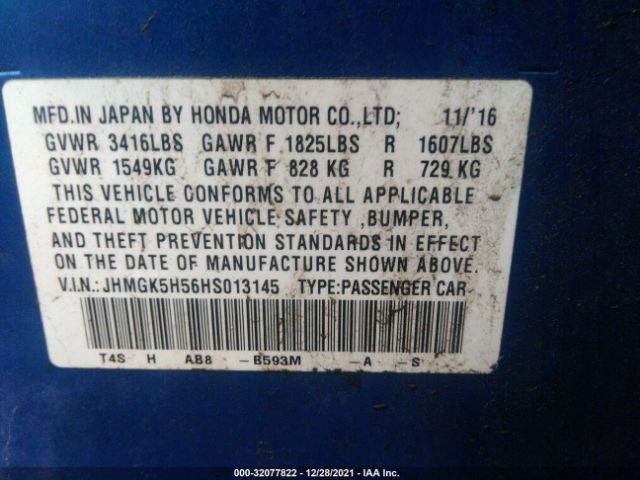 MFD.IN JAPAN BY HONDA MOTOR CO.,LTD; 11/'16
GVWR 3416LBS GAWR F 1825LBS R 1607LBS
GVWR 1549KG GAWR F 828 KG R 729 KG
THIS VEHICLE CONFORMS TO ALL APPLICABLE
FEDERAL MOTOR VEHICLE SAFETY ,BUMPER,
AND THEFT PREVENTION STANDARDS IN EFFECT
ON THE DATE OF MANUFACTURE SHOWN ABOVE.
V.I.N.: JHMGK5H56HS013145 TYPE:PASSENGER CAR
T4S H AB8 -B593M -A -S
000-32077822 - 12/28/2021 - IAA Inc.